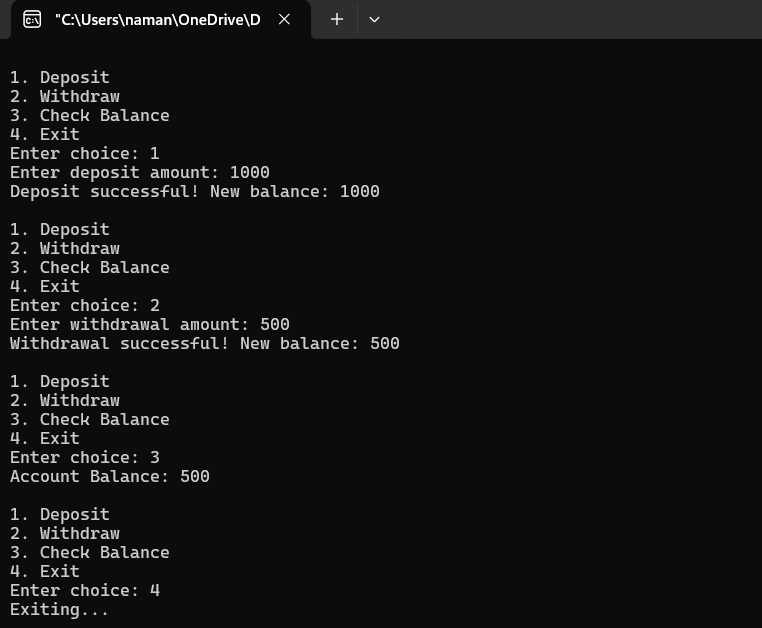 "C:\Users\naman\OneDrive\D
1. Deposit
2. Withdraw
3. Check Balance
4. Exit
Enter choice: 1
Enter deposit amount: 1000
Deposit successful! New balance: 1000
1. Deposit
2. Withdraw
3. Check Balance
4. Exit
Enter choice: 2
Enter withdrawal amount: 500
Withdrawal successful! New balance: 500
1. Deposit
2. Withdraw
3. Check Balance
4. Exit
Enter choice: 3
Account Balance: 500
1. Deposit
2. Withdraw
3. Check Balance
4. Exit
Enter choice: 4
Exiting...